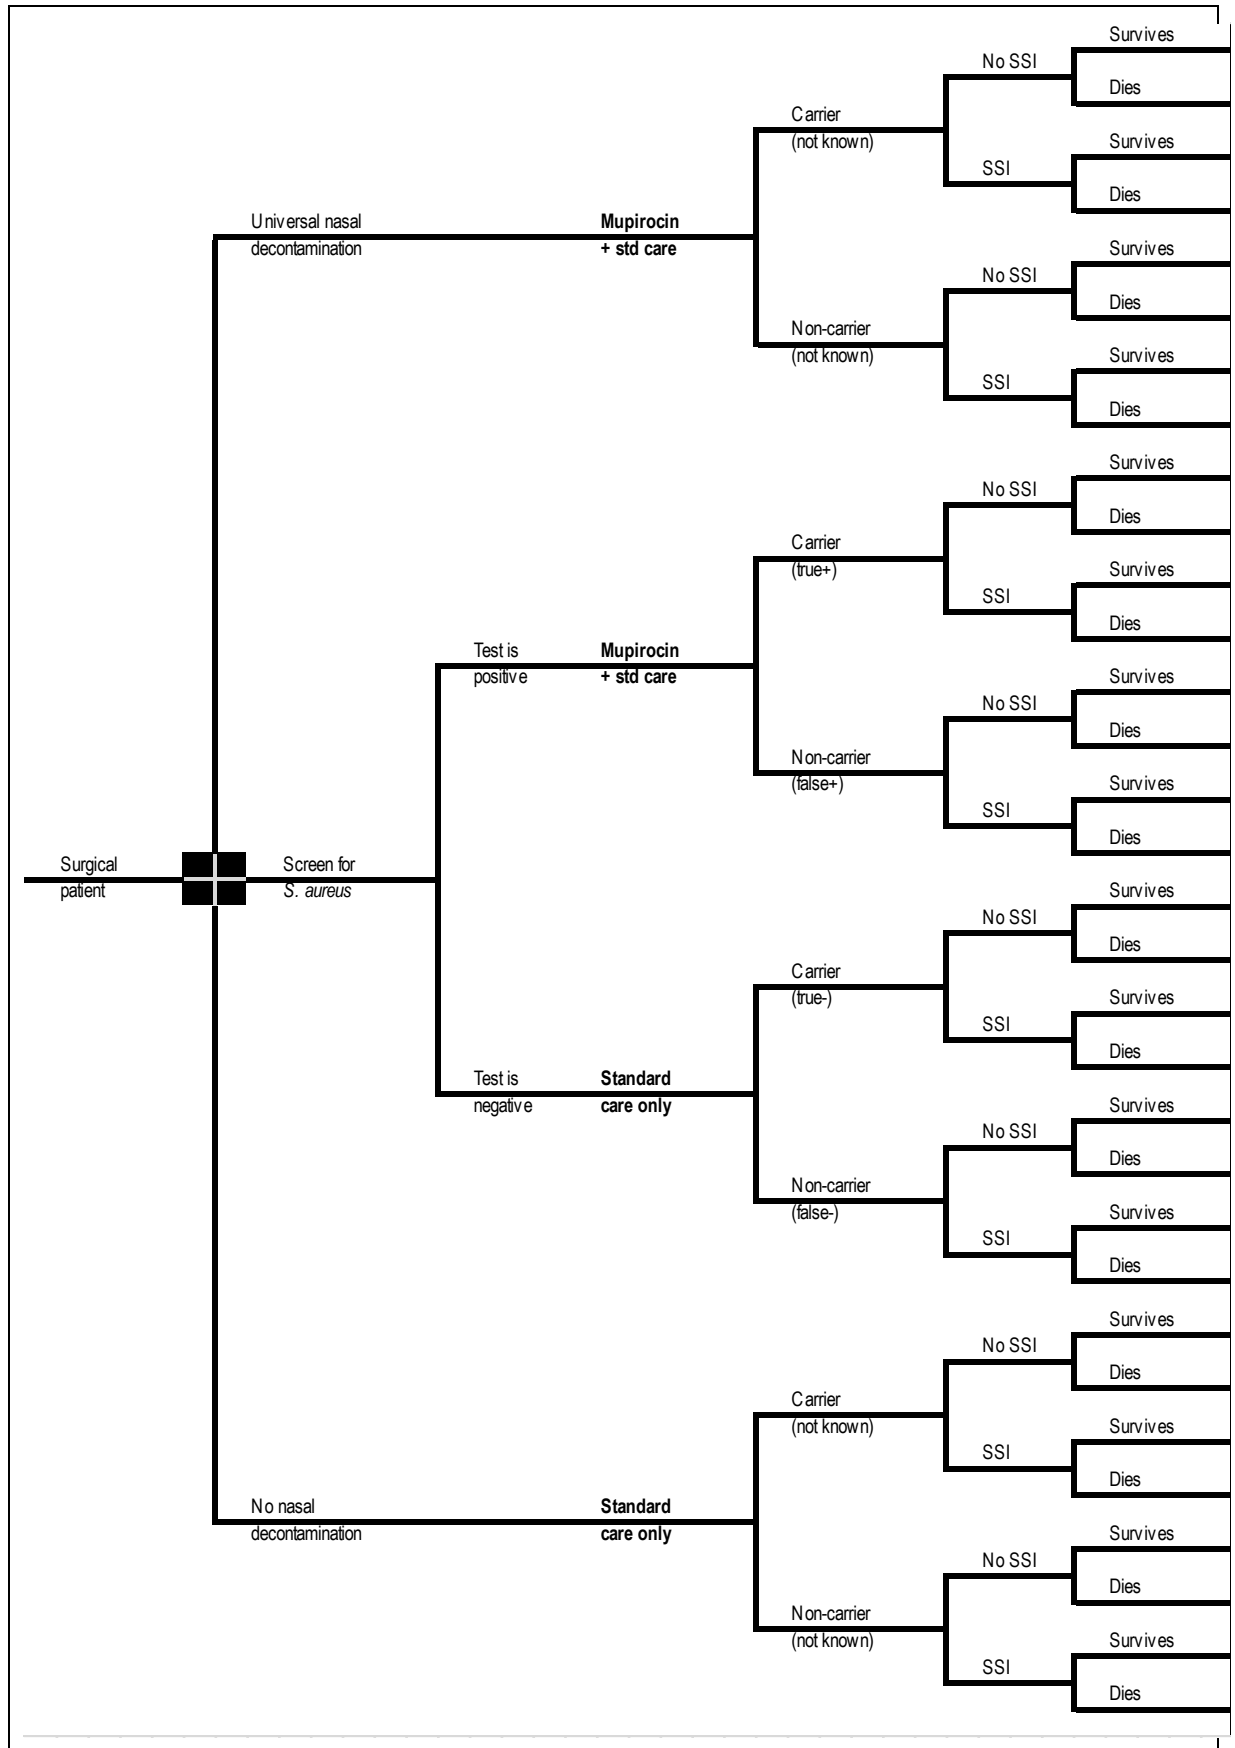 Survives
No SSI
Dies
Carrier
(not known)
Survives
SSI
Dies
Universal nasal
decontamination
Mupirocin
+ std care
Survives
No SSI
Dies
Non-carrier
(not known)
Survives
SSI
Dies
Survives
No SSI
Dies
Carrier
(true+)
Survives
SSI
Dies
Test is
positive
Mupirocin
+ std care
Survives
No SSI
Dies
Non-carrier
(false+)
Survives
SSI
Dies
Surgical
patient
Screen for
S. aureus
Survives
No SSI
Dies
Carrier
(true-)
Survives
SSI
Dies
Test is
negative
Standard
care only
Survives
No SSI
Dies
Non-carrier
(false-)
Survives
SSI
Dies
Survives
No SSI
Dies
Carrier
(not known)
Survives
SSI
Dies
No nasal
decontamination
Standard
care only
Survives
No SSI
Dies
Non-carrier
(not known)
Survives
SSI
Dies